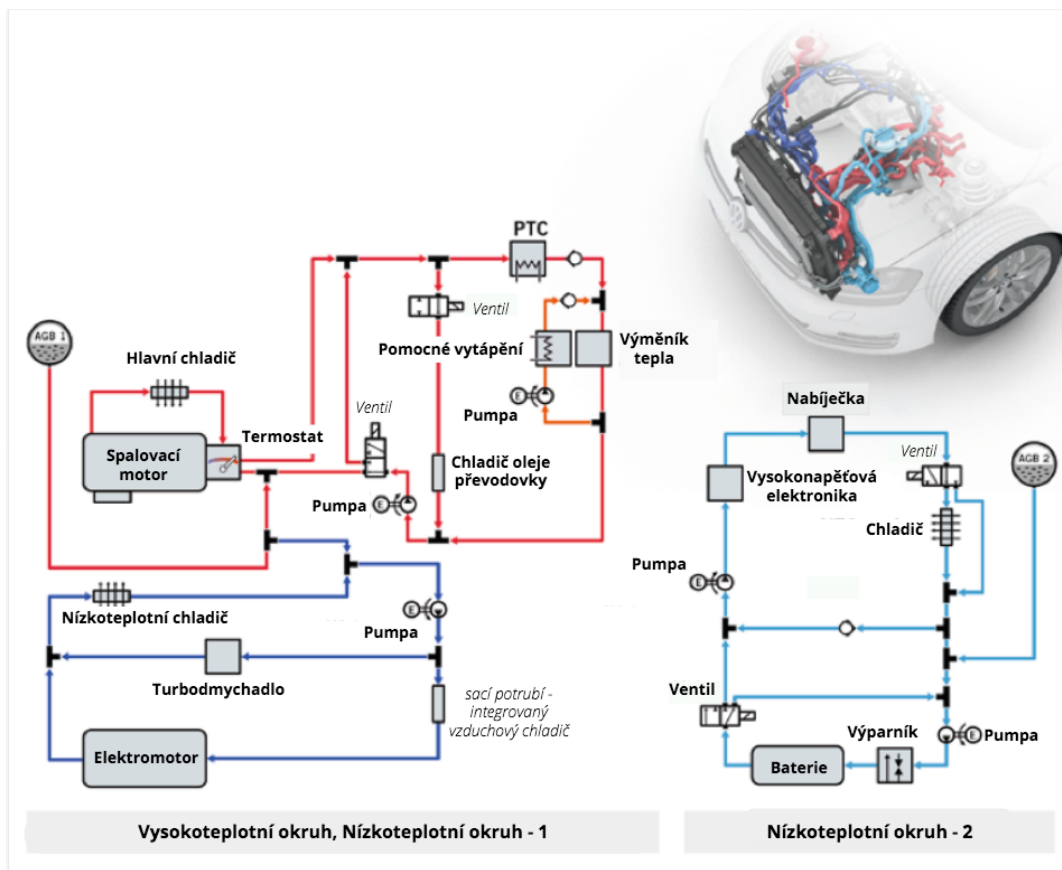 PTC
Ventil
AGB 1
Hlavní chladič
Pomocné vytápění
Výměník
tepla
Pumpa
Ventil
Termostat
Spalovací
motor
Chladič oleje
převodovky
Pumpa
Nízkoteplotní chladič
Pumpa
Turbodmychadlo
sací potrubí -
integrovaný
vzduchový chladič
Elektromotor
E
E
E
Vysokoteplotní okruh, Nízkoteplotní okruh - 1
Nabíječka
Ventil
AGB 2
Vysokonapěťová
elektronika
Chladič
Pumpa
E
Ventil
Výparník
Pumpa
E
Baterie
Nízkoteplotní okruh - 2